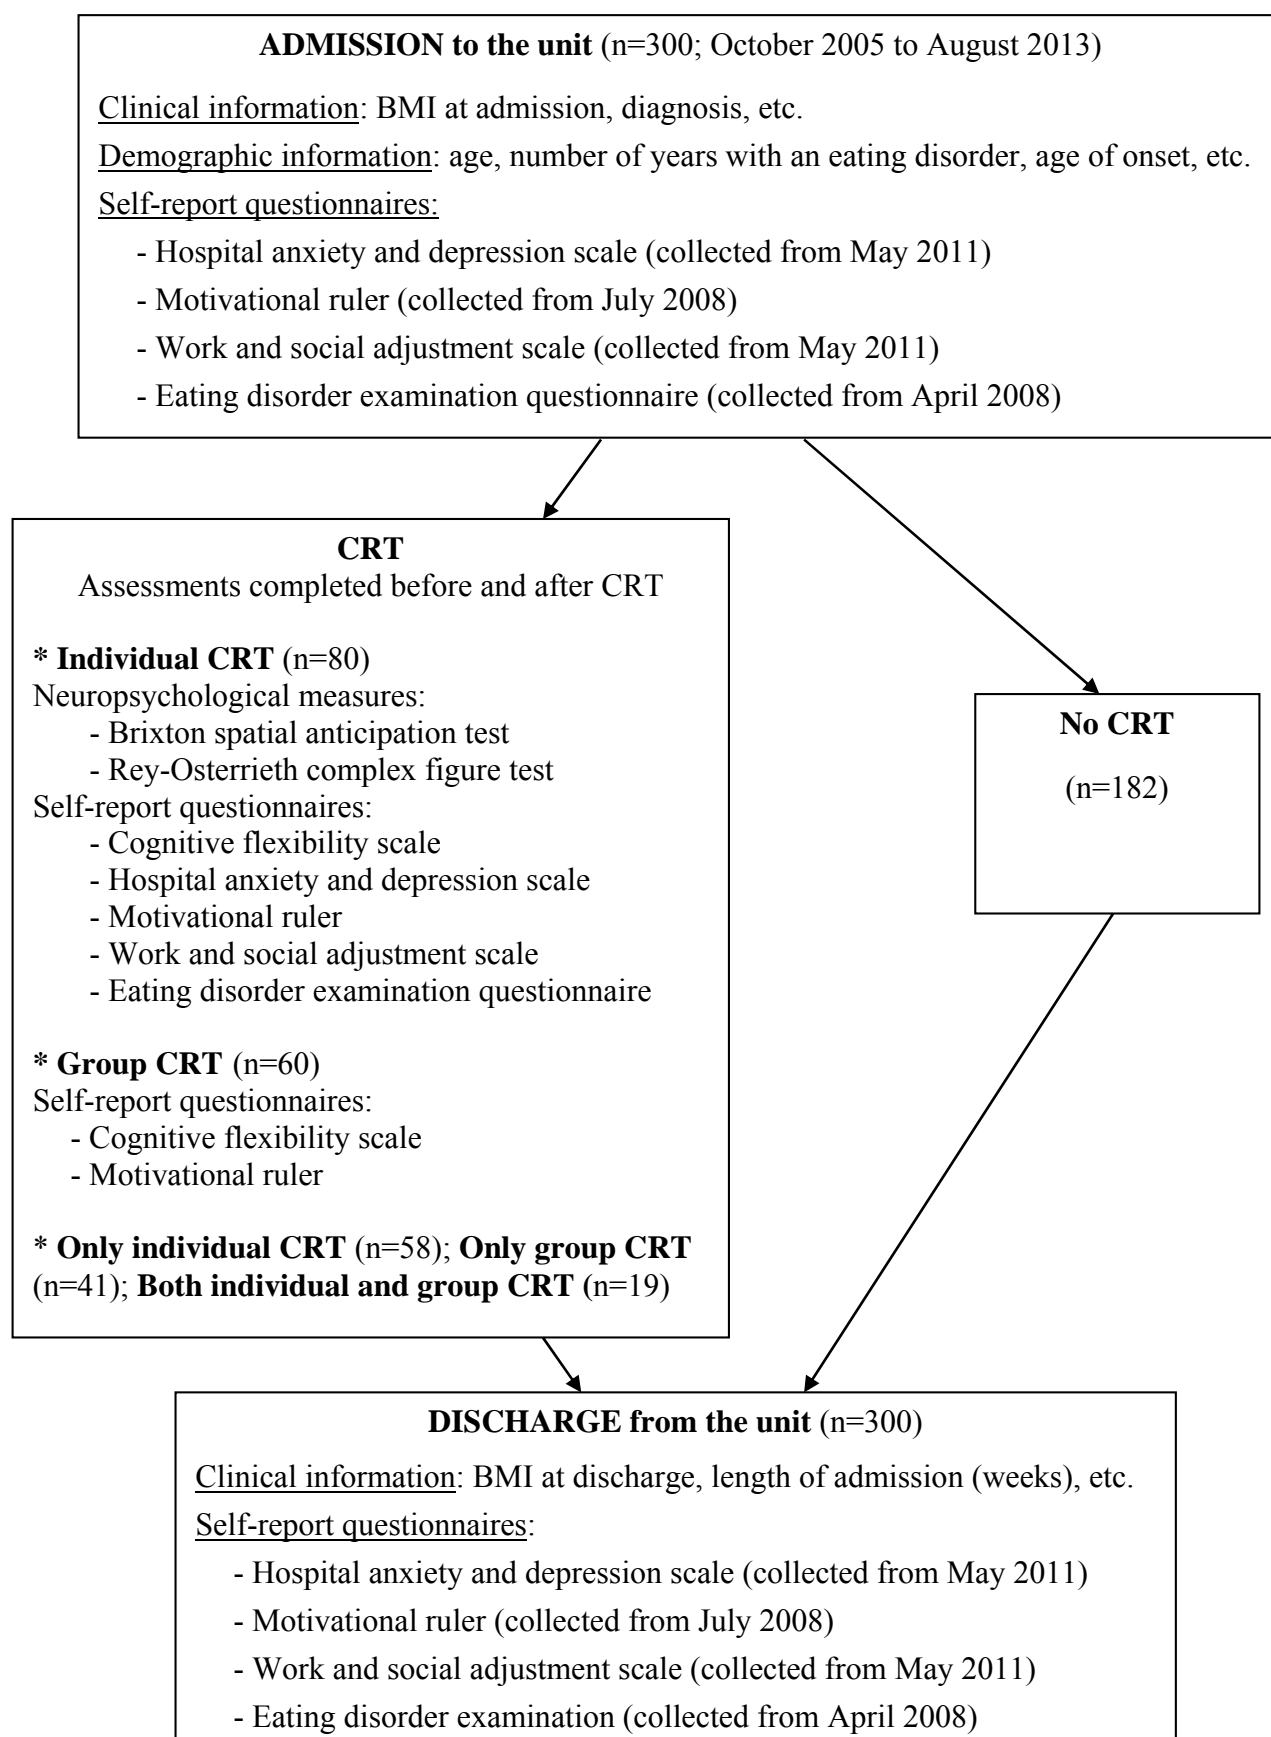 ADMISSION to the unit (n=300; October 2005 to August 2013)
Clinical information: BMI at admission, diagnosis, etc.
Demographic information: age, number of years with an eating disorder, age of onset, etc.
Self-report questionnaires:
- Hospital anxiety and depression scale (collected from May 2011)
- Motivational ruler (collected from July 2008)
- Work and social adjustment scale (collected from May 2011)
- Eating disorder examination questionnaire (collected from April 2008)
CRT
Assessments completed before and after CRT
* Individual CRT (n=80)
Neuropsychological measures:
- Brixton spatial anticipation test
- Rey-Osterrieth complex figure test
Self-report questionnaires:
- Cognitive flexibility scale
- Hospital anxiety and depression scale
- Motivational ruler
- Work and social adjustment scale
- Eating disorder examination questionnaire
* Group CRT (n=60)
Self-report questionnaires:
- Cognitive flexibility scale
- Motivational ruler
* Only individual CRT (n=58); Only group CRT
(n=41); Both individual and group CRT (n=19)
No CRT
(n=182)
DISCHARGE from the unit (n=300)
Clinical information: BMI at discharge, length of admission (weeks), etc.
Self-report questionnaires:
- Hospital anxiety and depression scale (collected from May 2011)
- Motivational ruler (collected from July 2008)
- Work and social adjustment scale (collected from May 2011)
- Eating disorder examination (collected from April 2008)